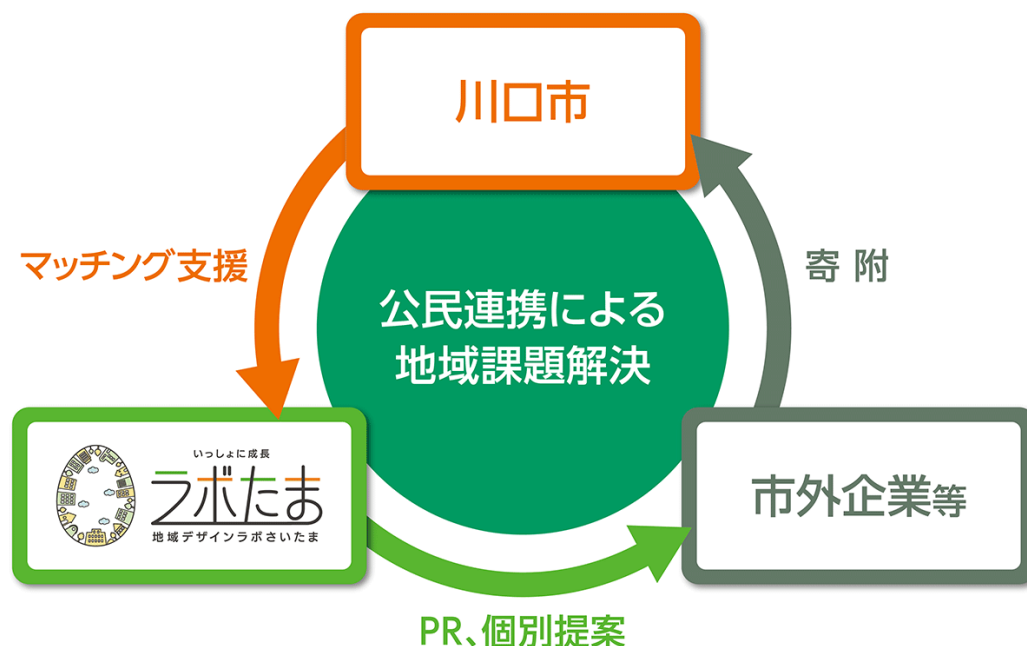 川口市
マッチング支援
寄 附
公民連携による
地域課題解決
いっしょに成長
ラボたま
地域デザインラボさいたま
市外企業等
PR、個別提案